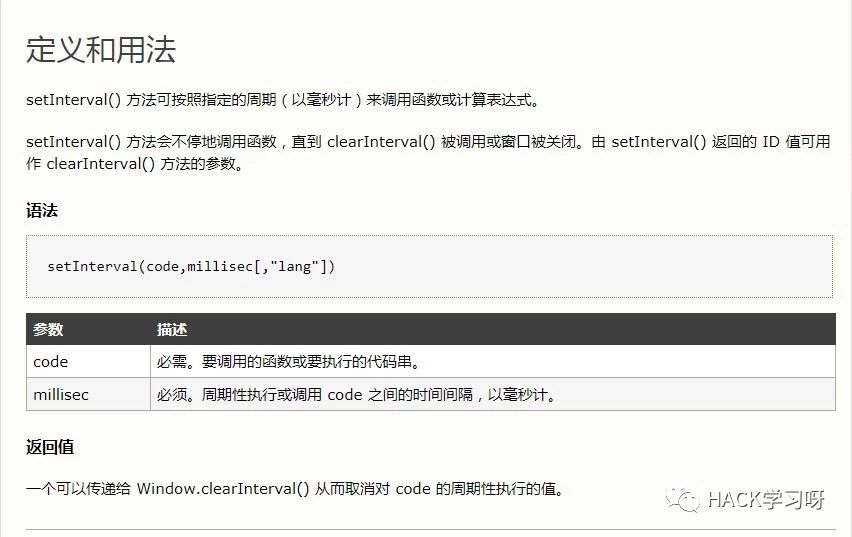 定义和用法
setInterval() 方法可按照指定的周期（以毫秒计）来调用函数或计算表达式。
setInterval() 方法会不停地调用函数，直到 clearInterval() 被调用或窗口被关闭。由 setInterval() 返回的 ID 值可用
作 clearInterval() 方法的参数。
语法
setInterval(code,millisec[,"lang"])
参数 描述
code 必需。要调用的函数或要执行的代码串。
millisec 必须。周期性执行或调用 code 之间的时间间隔，以毫秒计。
返回值
一个可以传递给 Window.clearInterval() 从而取消对 code 的周期性执行的值。
HACK学习呀